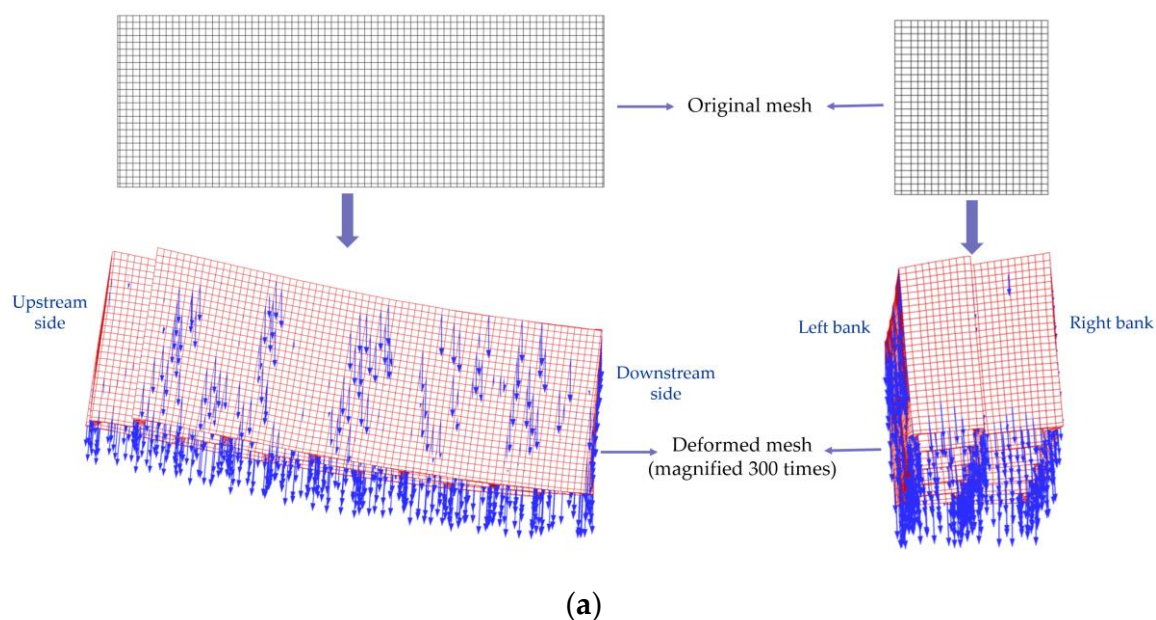 Original mesh
Upstream
side
Left bank
Right bank
Downstream
side
Deformed mesh
(magnified 300 times)
(a)